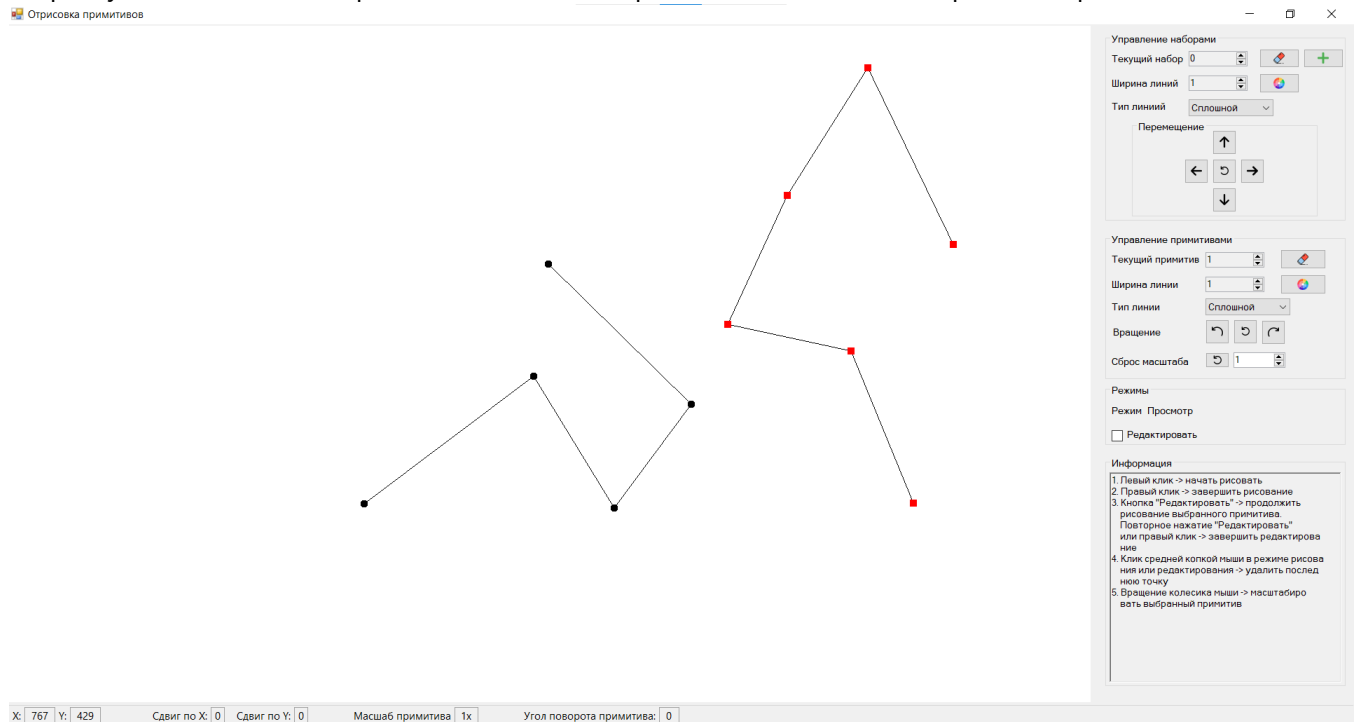 Отрисовка примитивов
Управление наборами
Текущий набор 0
Ширина линий 1
Тип линиий Сплошной
Перемещение
Управление примитивами
Текущий примитив 1
Ширина линии 1
Тип линии Сплошной
Вращение
Сброс масштаба 1
Режимы
Режим Просмотр
Редактировать
Информация
1. Левый клик -> начать рисовать
2. Правый клик -> завершить рисование
3. Кнопка "Редактировать" -> продолжить
рисование выбранного примитива.
Повторное нажатие "Редактировать"
или правый клик -> завершить редактирова
ние
4. Клик средней копкой мыши в режиме рисова
ния или редактирования -> удалить послед
нюю точку
5. Вращение колесика мыши -> масштабиро
вать выбранный примитив
X: 767 Y: 429 Сдвиг по X: 0 Сдвиг по Y: 0 Масшаб примитива 1x Угол поворота примитива: 0